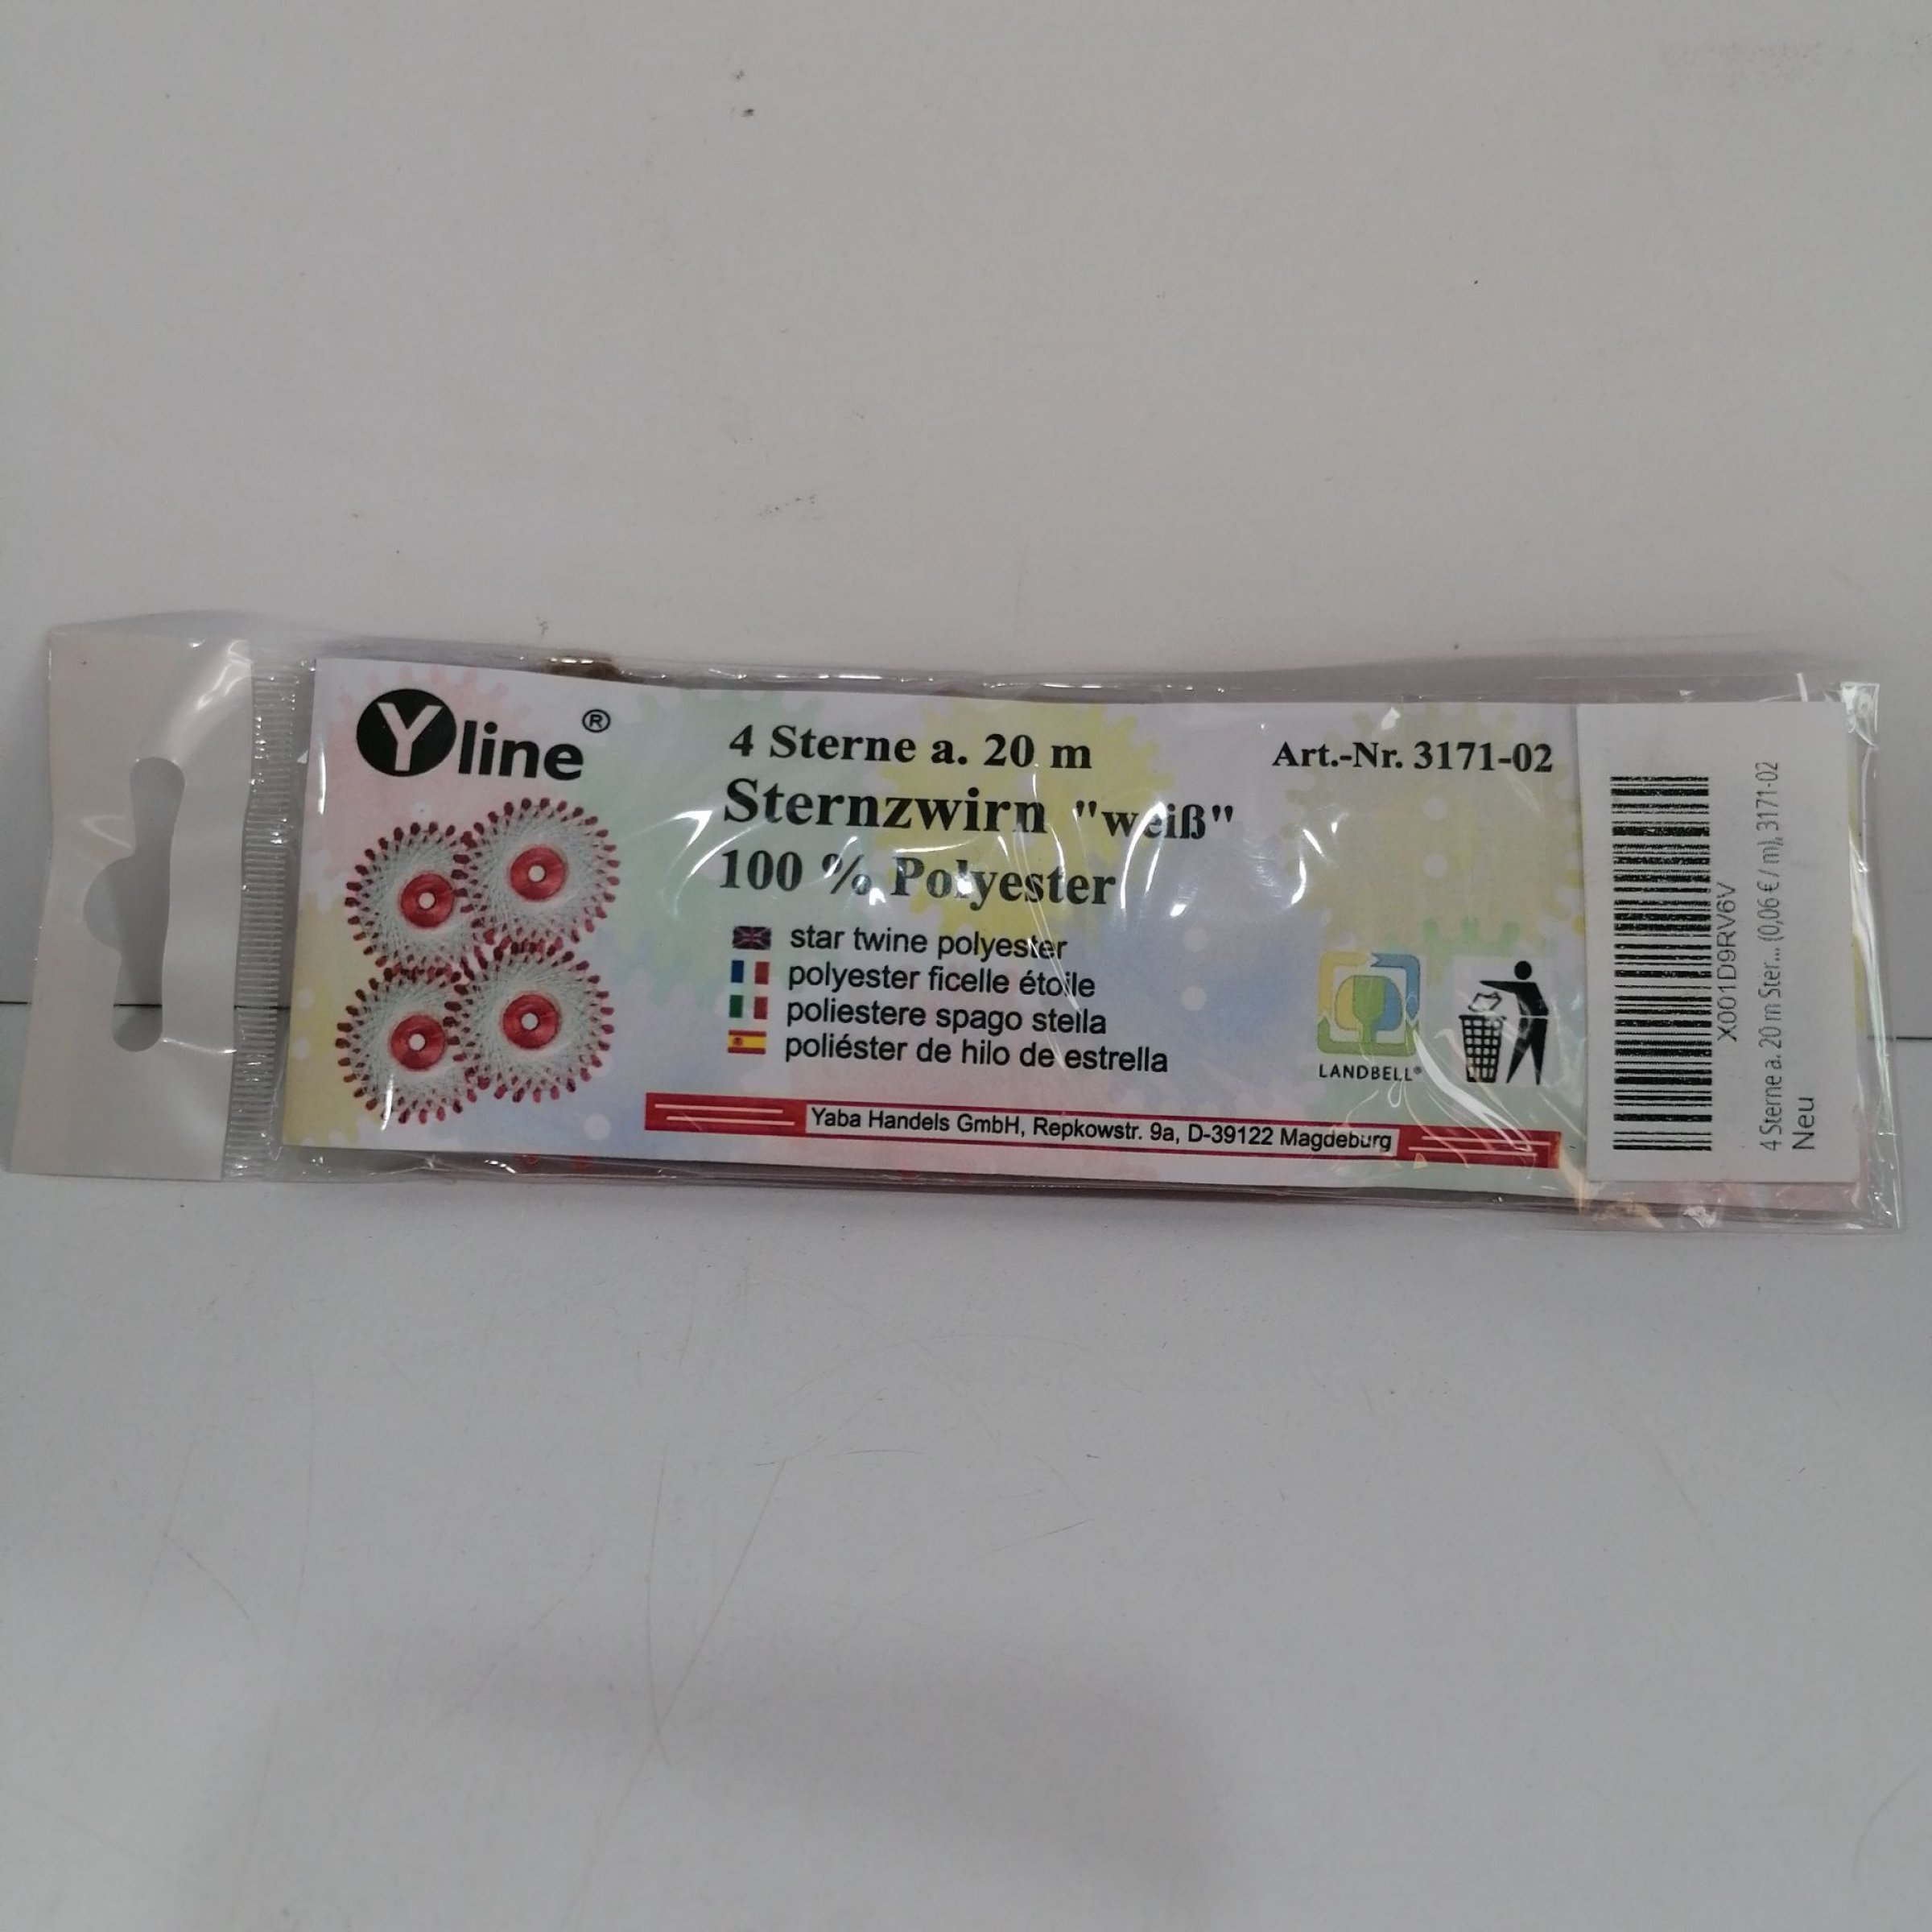 Yline®
4 Sterne a. 20 m
Art.-Nr. 3171-02
Sternzwirn "weiß"
100 % Polyester
star twine polyester
polyester ficelle étoile
poliestere spago stella
poliéster de hilo de estrella
LANDBELL®
Yaba Handels GmbH, Repkowstr. 9a, D-39122 Magdeburg
X001D9RV6V
4 Sterne a. 20 m Ster... (0,06 € / m), 3171-02
Neu